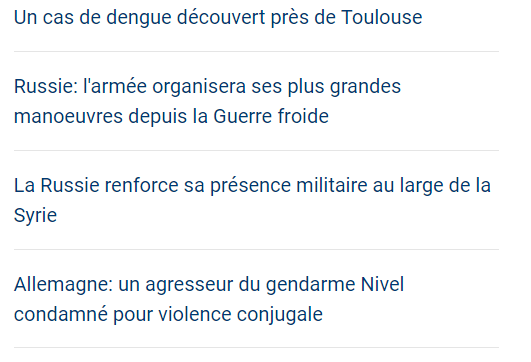 Un cas de dengue découvert près de Toulouse
Russie: l'armée organisera ses plus grandes
manoeuvres depuis la Guerre froide
La Russie renforce sa présence militaire au large de la
Syrie
Allemagne: un agresseur du gendarme Nivel
condamné pour violence conjugale